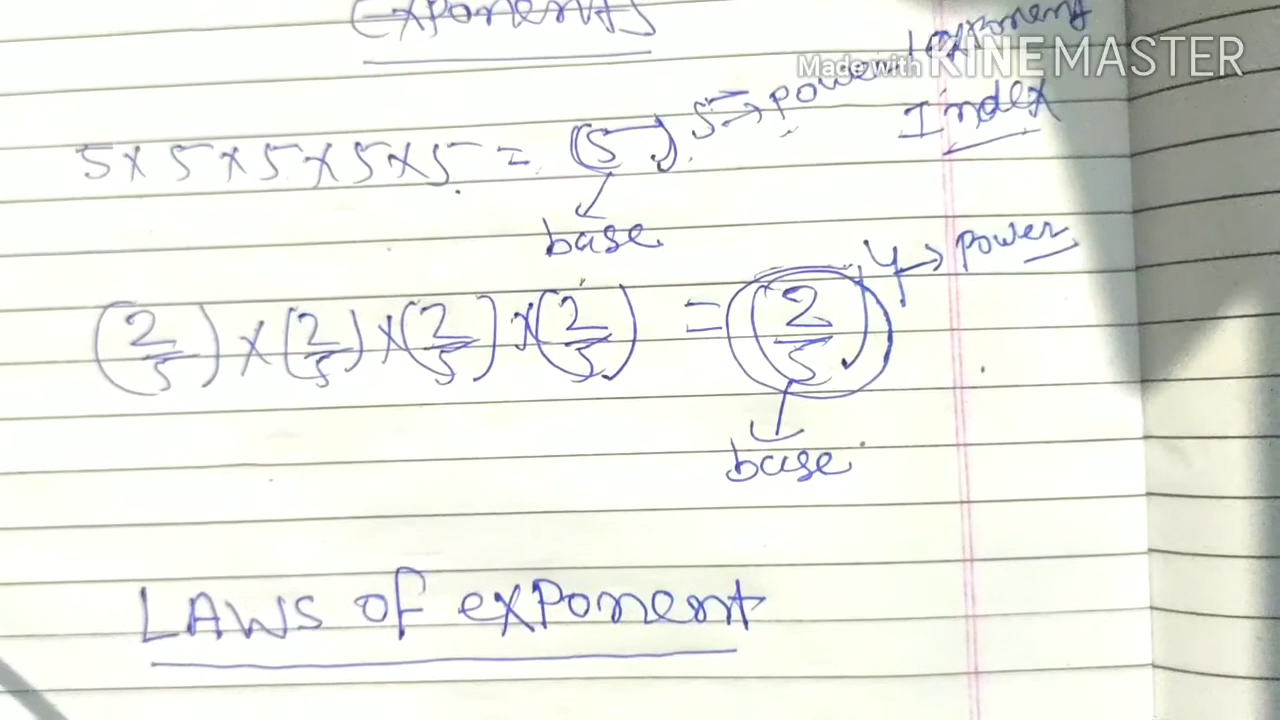 Exponents
Made with KINEMASTER
5 × 5 × 5 × 5 × 5 = (5)^5 → power / exponent
Index
base
(2/5) × (2/5) × (2/5) × (2/5) = (2/5)^4 → power
base
LAWS of exponent